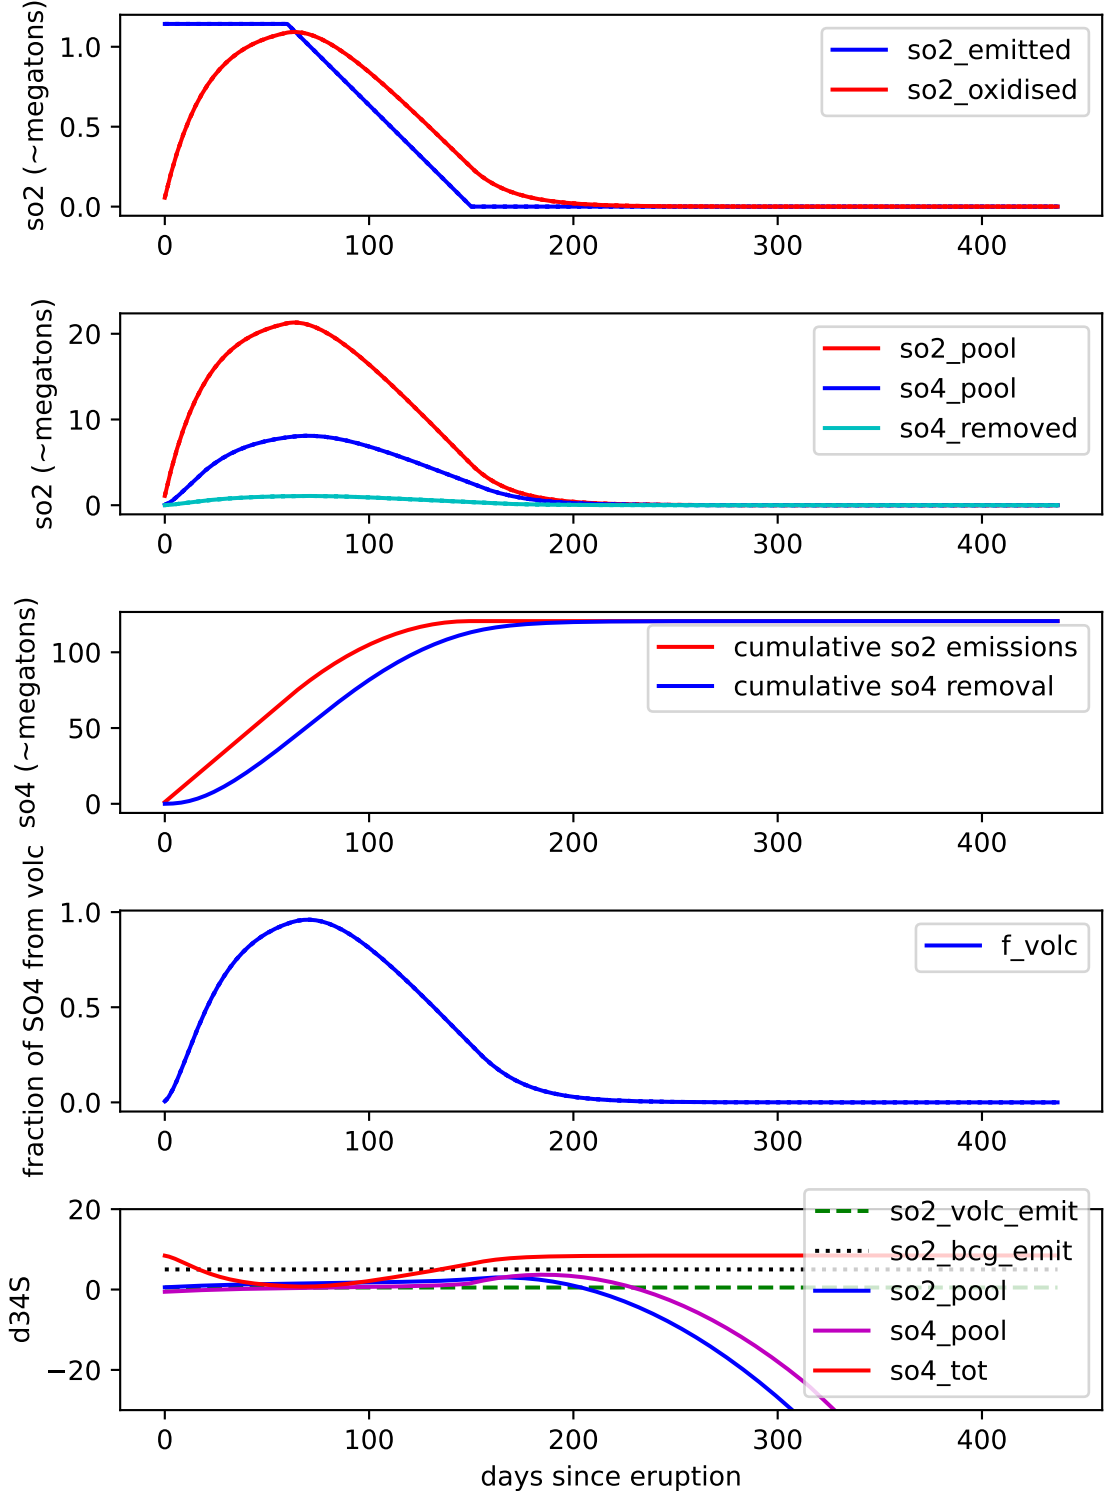 so2 (~megatons)
1.0
0.5
0.0
so2_emitted
so2_oxidised
0 100 200 300 400
so2 (~megatons)
20
10
0
so2_pool
so4_pool
so4_removed
0 100 200 300 400
so4 (~megatons)
100
50
0
cumulative so2 emissions
cumulative so4 removal
0 100 200 300 400
fraction of SO4 from volc
1.0
0.5
0.0
f_volc
0 100 200 300 400
d34S
20
0
−20
so2_volc_emit
so2_bcg_emit
so2_pool
so4_pool
so4_tot
0 100 200 300 400
days since eruption